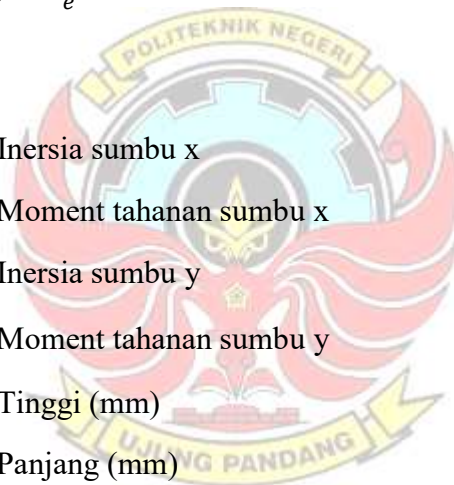 e
POLITEKNIK NEGERI
Inersia sumbu x
Moment tahanan sumbu x
Inersia sumbu y
Moment tahanan sumbu y
Tinggi (mm)
UJUNG PANDANG
Panjang (mm)